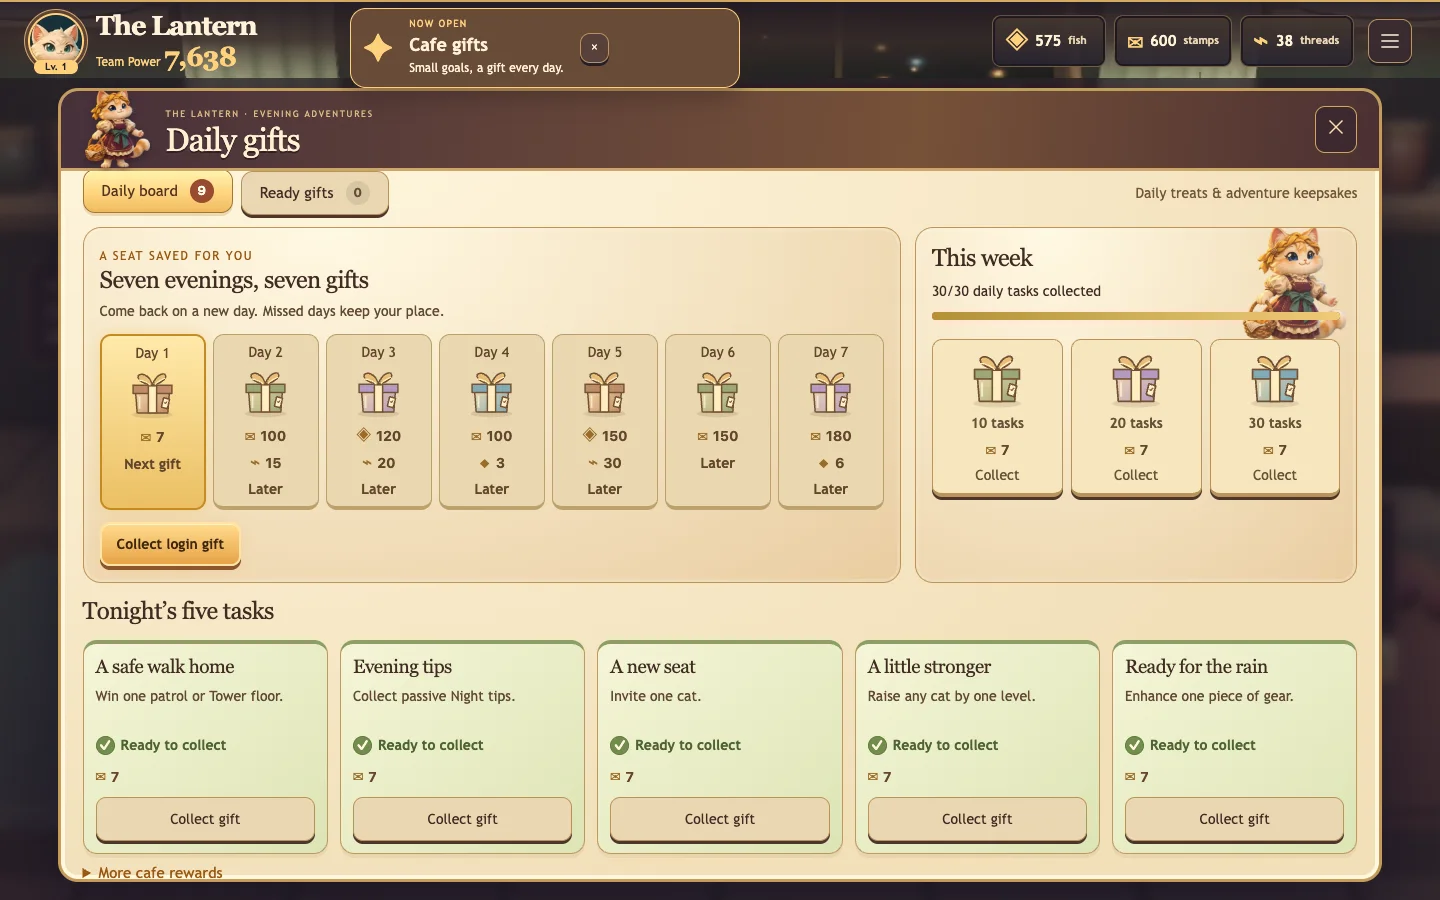 The Lantern
Team Power 7,638
Lv. 1
NOW OPEN
Cafe gifts
Small goals, a gift every day.
×
575 fish
600 stamps
38 threads
THE LANTERN · EVENING ADVENTURES
Daily gifts
Daily board 9
Ready gifts 0
Daily treats & adventure keepsakes
A SEAT SAVED FOR YOU
Seven evenings, seven gifts
Come back on a new day. Missed days keep your place.
Day 1
7
Next gift
Day 2
100
15
Later
Day 3
120
20
Later
Day 4
100
3
Later
Day 5
150
30
Later
Day 6
150
Later
Day 7
180
6
Later
Collect login gift
This week
30/30 daily tasks collected
10 tasks
7
Collect
20 tasks
7
Collect
30 tasks
7
Collect
Tonight's five tasks
A safe walk home
Win one patrol or Tower floor.
Ready to collect
7
Collect gift
Evening tips
Collect passive Night tips.
Ready to collect
7
Collect gift
A new seat
Invite one cat.
Ready to collect
7
Collect gift
A little stronger
Raise any cat by one level.
Ready to collect
7
Collect gift
Ready for the rain
Enhance one piece of gear.
Ready to collect
7
Collect gift
More cafe rewards